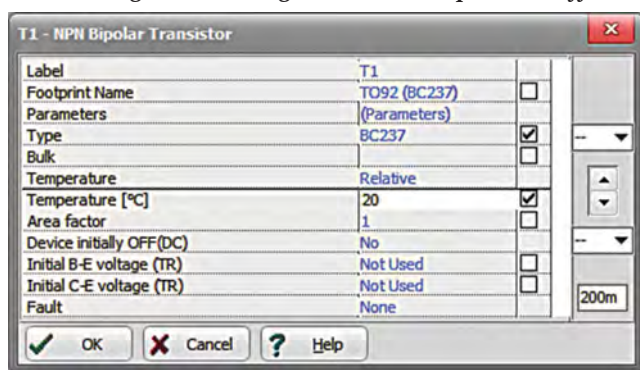 T1 - NPN Bipolar Transistor
Label T1
Footprint Name TO92 (BC237)
Parameters (Parameters)
Type BC237
Bulk
Temperature Relative
Temperature [°C] 20
Area factor 1
Device initially OFF(DC) No
Initial B-E voltage (TR) Not Used
Initial C-E voltage (TR) Not Used
Fault None
--
--
200m
OK Cancel ? Help